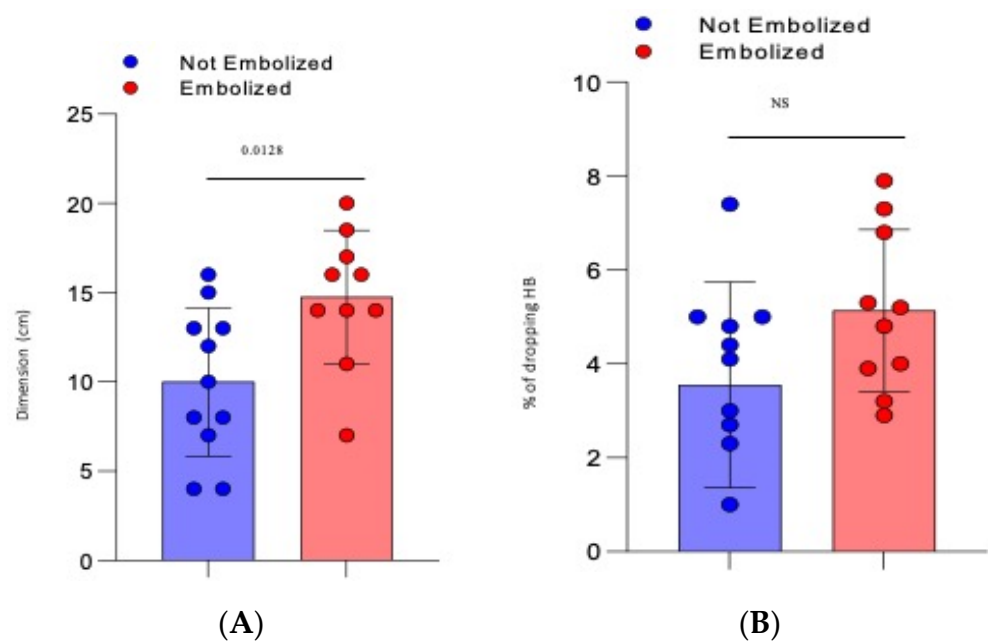 Not Embolized
Embolized
25
20
15
10
5
0
0.0128
Dimension (cm)
(A)
Not Embolized
Embolized
10
8
6
4
2
0
NS
% of dropping HB
(B)